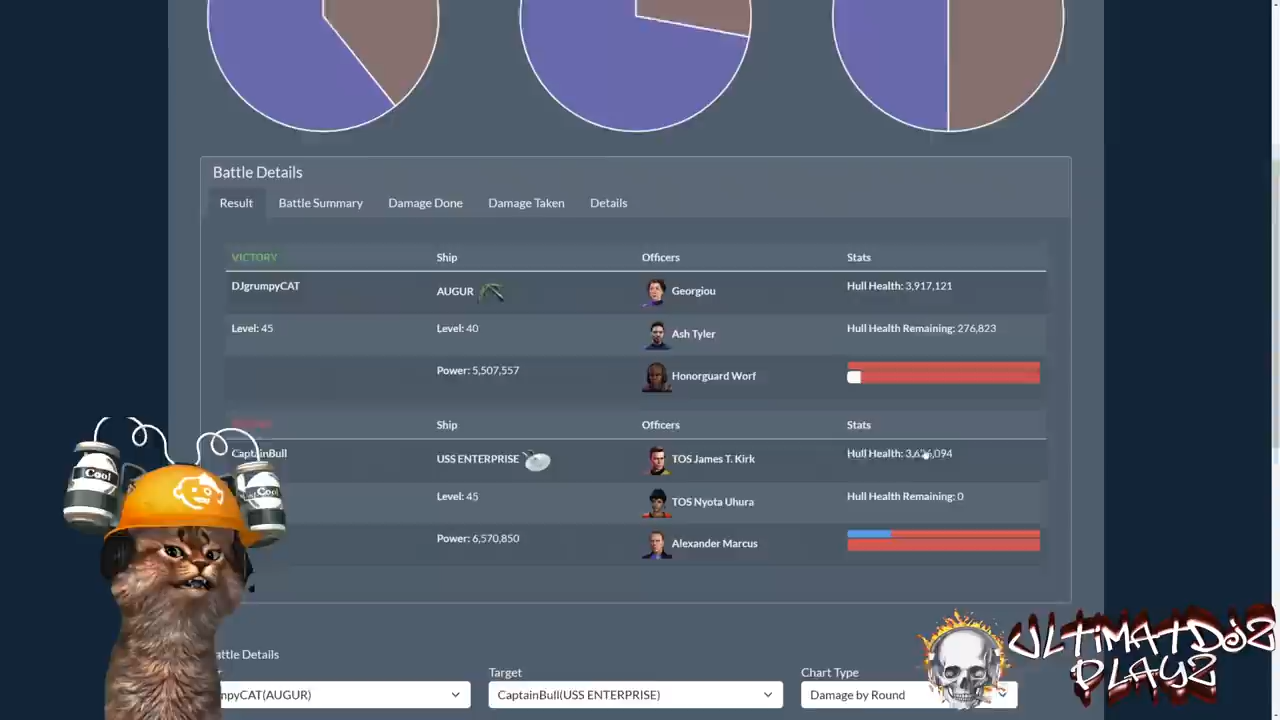 Battle Details
Result Battle Summary Damage Done Damage Taken Details
VICTORY Ship Officers Stats
DJgrumpyCAT AUGUR Georgiou Hull Health: 3,917,121
Level: 45 Level: 40 Ash Tyler Hull Health Remaining: 276,823
Power: 5,507,557 Honorguard Worf
Ship Officers Stats
CaptainBull USS ENTERPRISE TOS James T. Kirk Hull Health:
Level: 45 TOS Nyota Uhura Hull Health Remaining: 0
Power: 6,570,850 Alexander Marcus
Cool Cool
attle Details
Target Chart Type
mpyCAT(AUGUR) CaptainBull(USS ENTERPRISE) Damage by Round
ULTiMATDJZ
PLAYZ